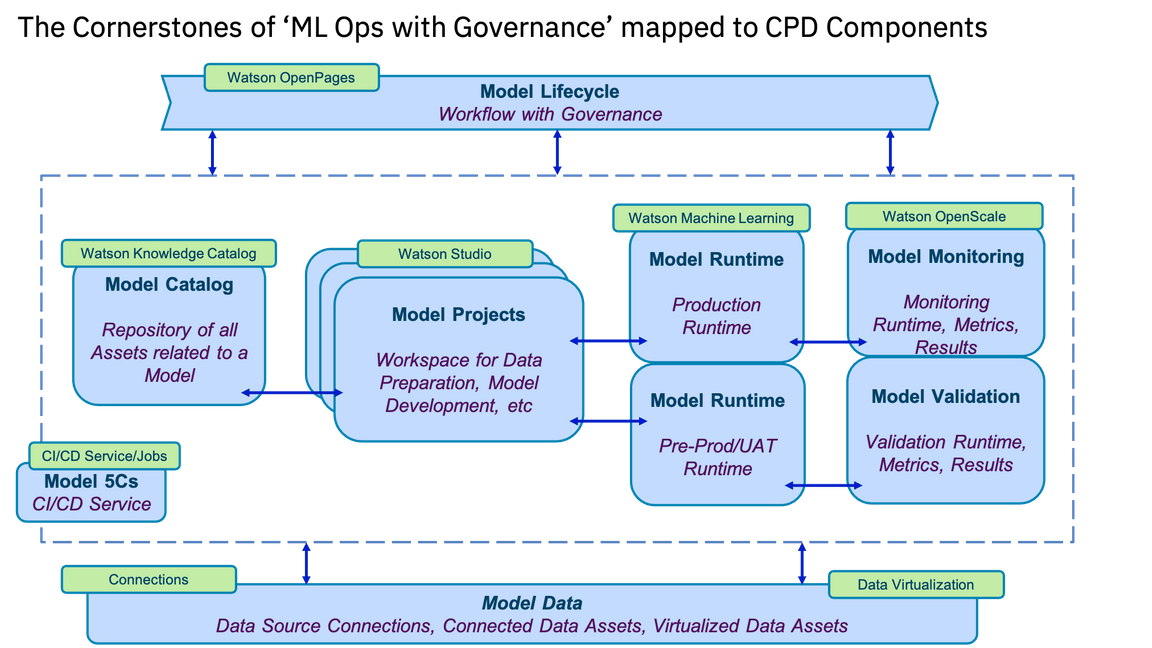 The Cornerstones of ‘ML Ops with Governance’ mapped to CPD Components
Watson OpenPages
Model Lifecycle
Workflow with Governance
Watson Knowledge Catalog
Model Catalog
Repository of all
Assets related to a
Model
Watson Studio
Model Projects
Workspace for Data
Preparation, Model
Development, etc
Watson Machine Learning
Model Runtime
Production
Runtime
Watson OpenScale
Model Monitoring
Monitoring
Runtime, Metrics,
Results
Model Runtime
Pre-Prod/UAT
Runtime
Model Validation
Validation Runtime,
Metrics, Results
CI/CD Service/Jobs
Model 5Cs
CI/CD Service
Connections
Data Virtualization
Model Data
Data Source Connections, Connected Data Assets, Virtualized Data Assets